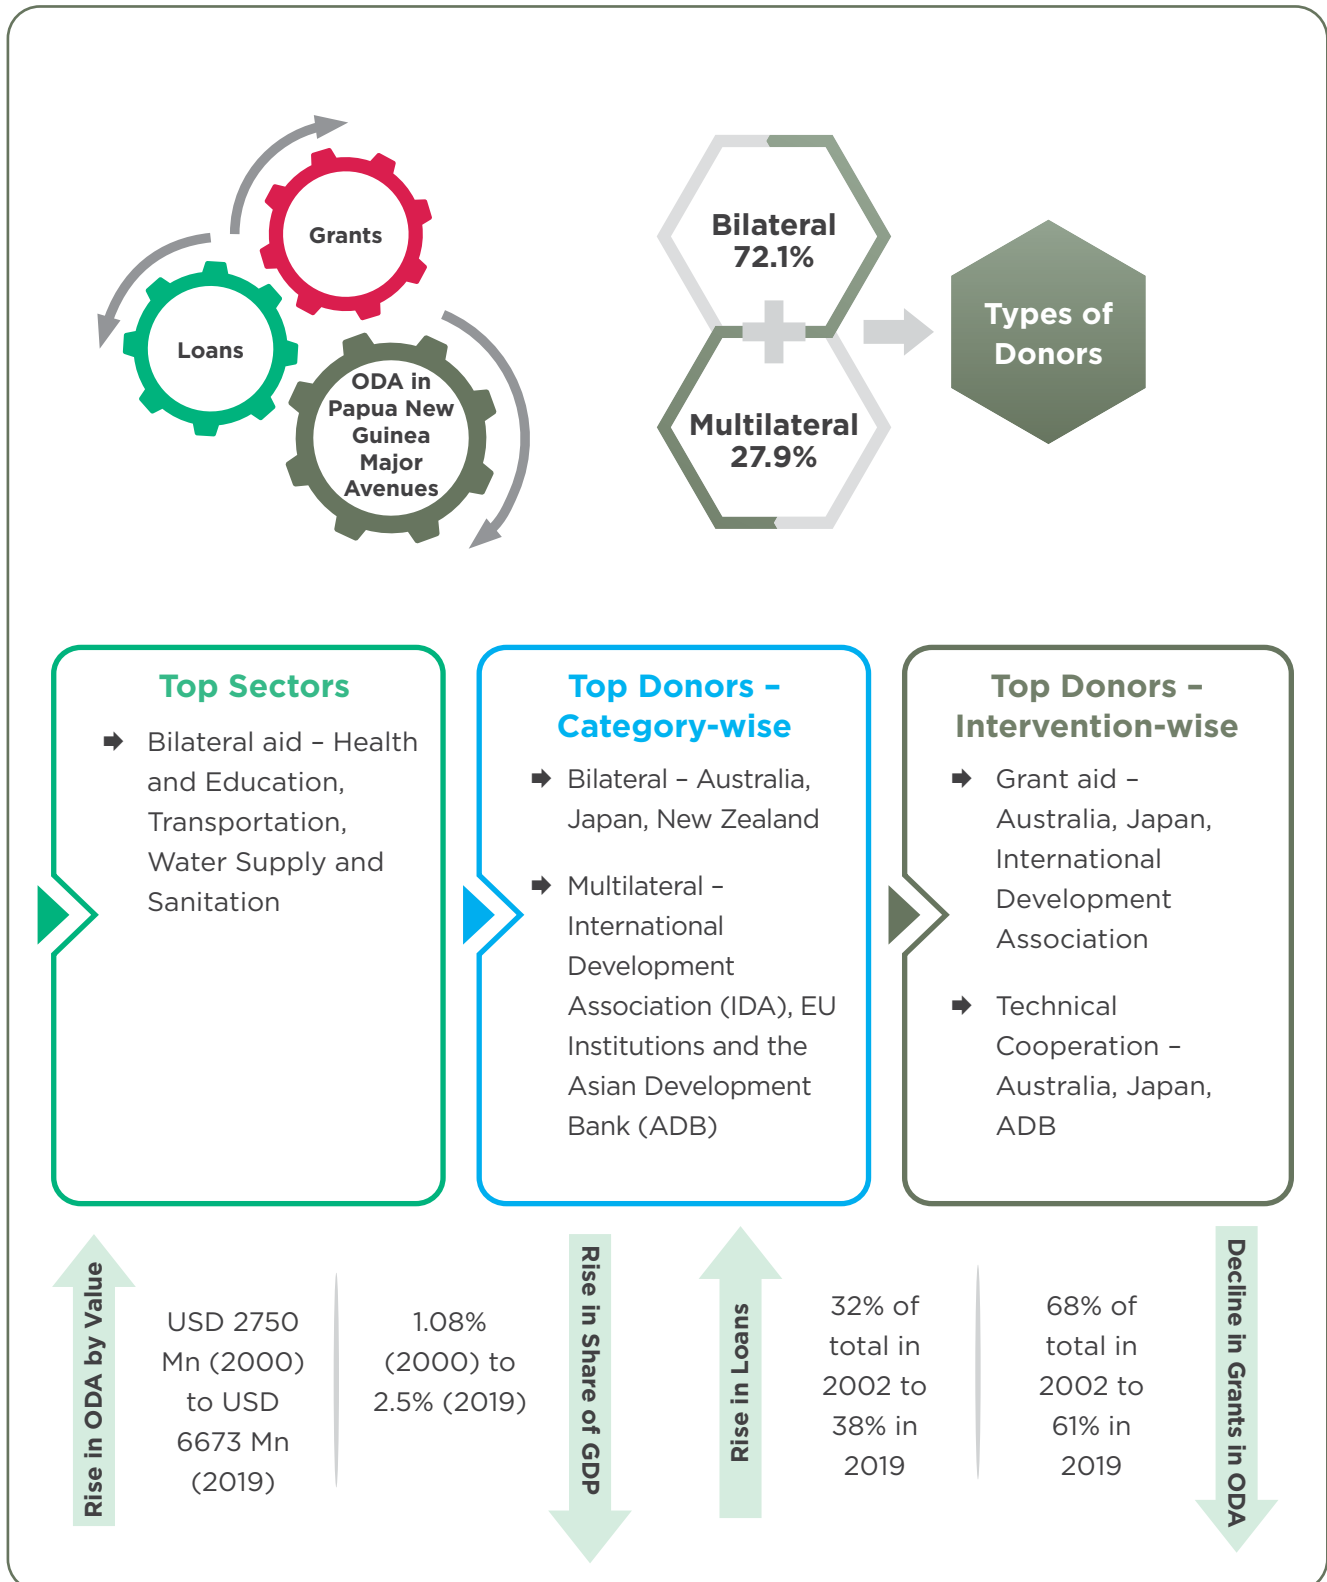 Grants
Loans
ODA in
Papua New
Guinea
Major
Avenues
Bilateral
72.1%
Multilateral
27.9%
Types of
Donors
Top Sectors
Bilateral aid – Health
and Education,
Transportation,
Water Supply and
Sanitation
Top Donors –
Category-wise
Bilateral – Australia,
Japan, New Zealand
Multilateral –
International
Development
Association (IDA), EU
Institutions and the
Asian Development
Bank (ADB)
Top Donors –
Intervention-wise
Grant aid –
Australia, Japan,
International
Development
Association
Technical
Cooperation –
Australia, Japan,
ADB
Rise in ODA by Value
USD 2750
Mn (2000)
to USD
6673 Mn
(2019)
1.08%
(2000) to
2.5% (2019)
Rise in Share of GDP
Rise in Loans
32% of
total in
2002 to
38% in
2019
68% of
total in
2002 to
61% in
2019
Decline in Grants in ODA